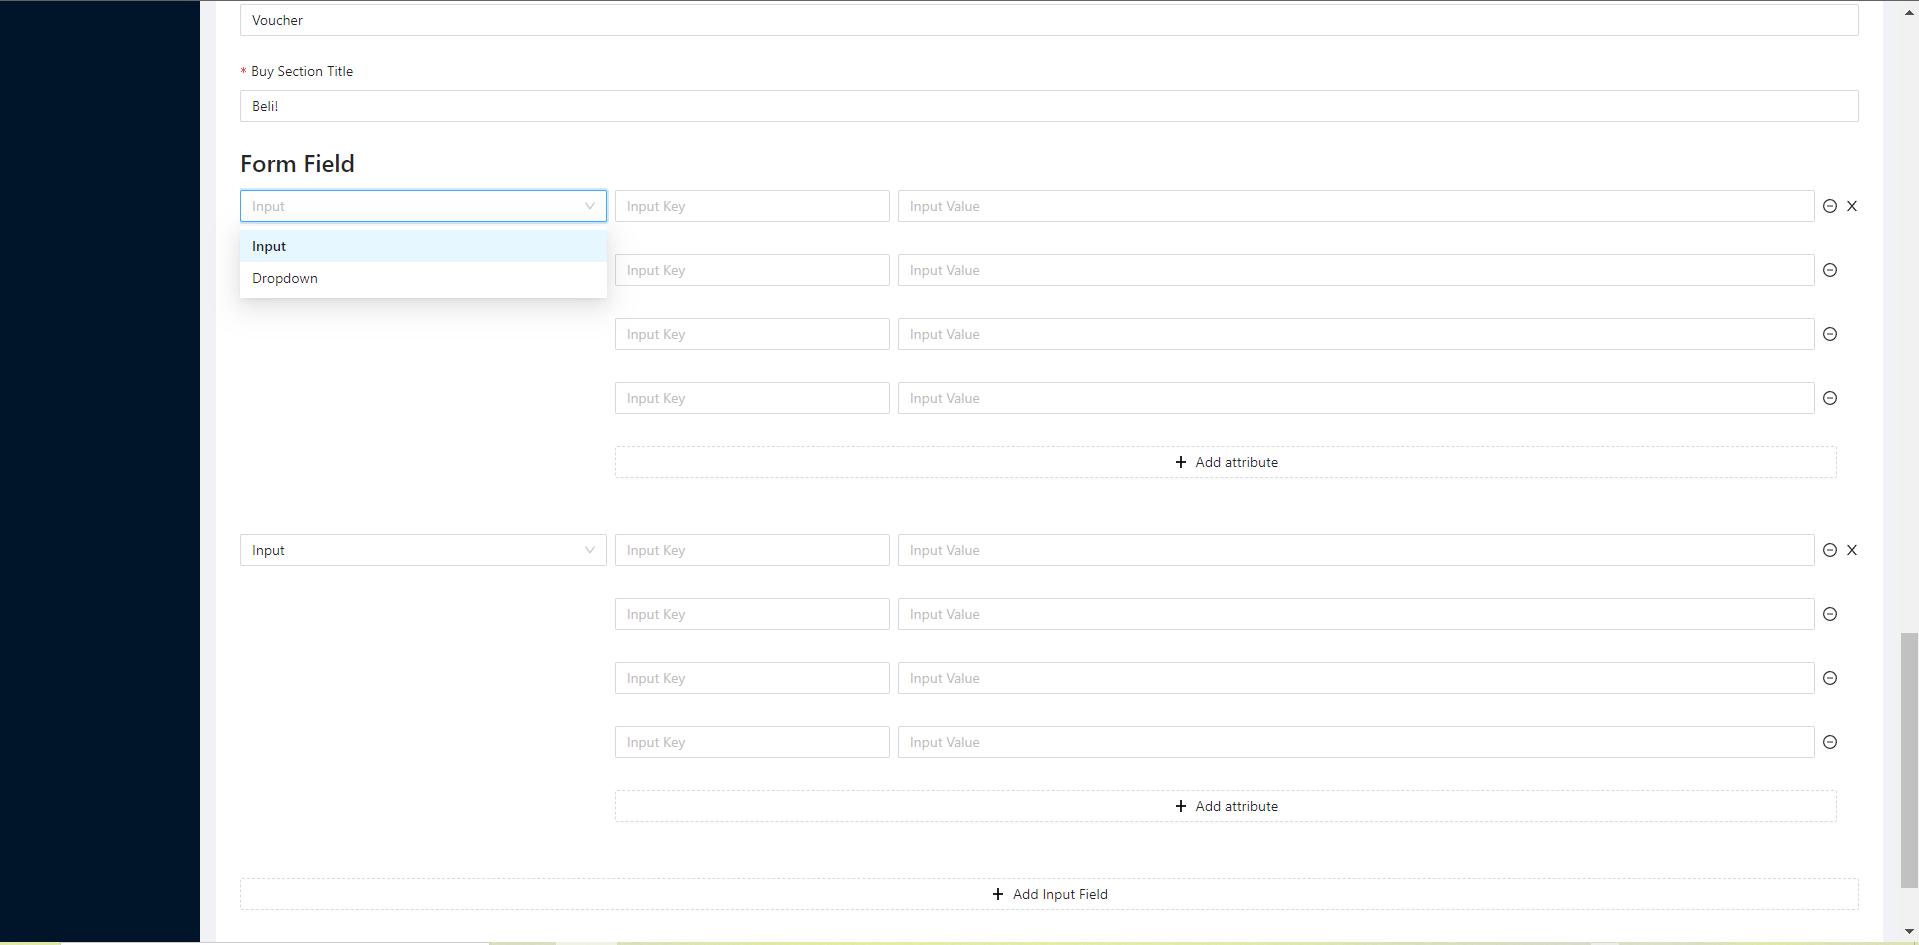 Voucher
* Buy Section Title
Beli!
Form Field
Input Input Key Input Value X
Input
Dropdown
Input Key Input Value
Input Key Input Value
Input Key Input Value
+ Add attribute
Input Input Key Input Value X
Input Key Input Value
Input Key Input Value
Input Key Input Value
+ Add attribute
+ Add Input Field